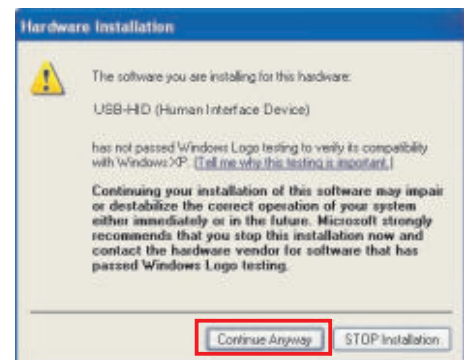 Hardware Installation
The software you are installing for this hardware:
USB-HID (Human Interface Device)
has not passed Windows Logo testing to verify its compatibility
with Windows XP. (Tell me why this testing is important.)
Continuing your installation of this software may impair
or destabilize the correct operation of your system
either immediately or in the future. Microsoft strongly
recommends that you stop this installation now and
contact the hardware vendor for software that has
passed Windows Logo testing.
Continue Anyway
STOP Installation